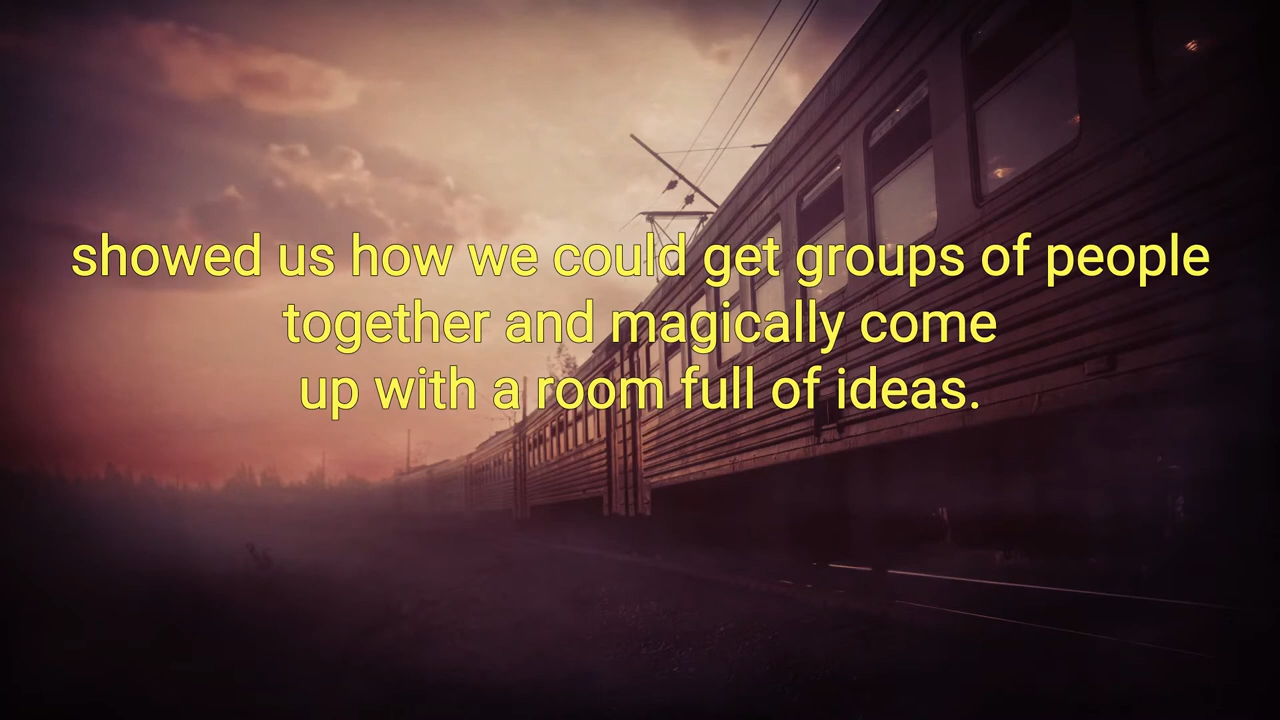 showed us how we could get groups of people
together and magically come
up with a room full of ideas.